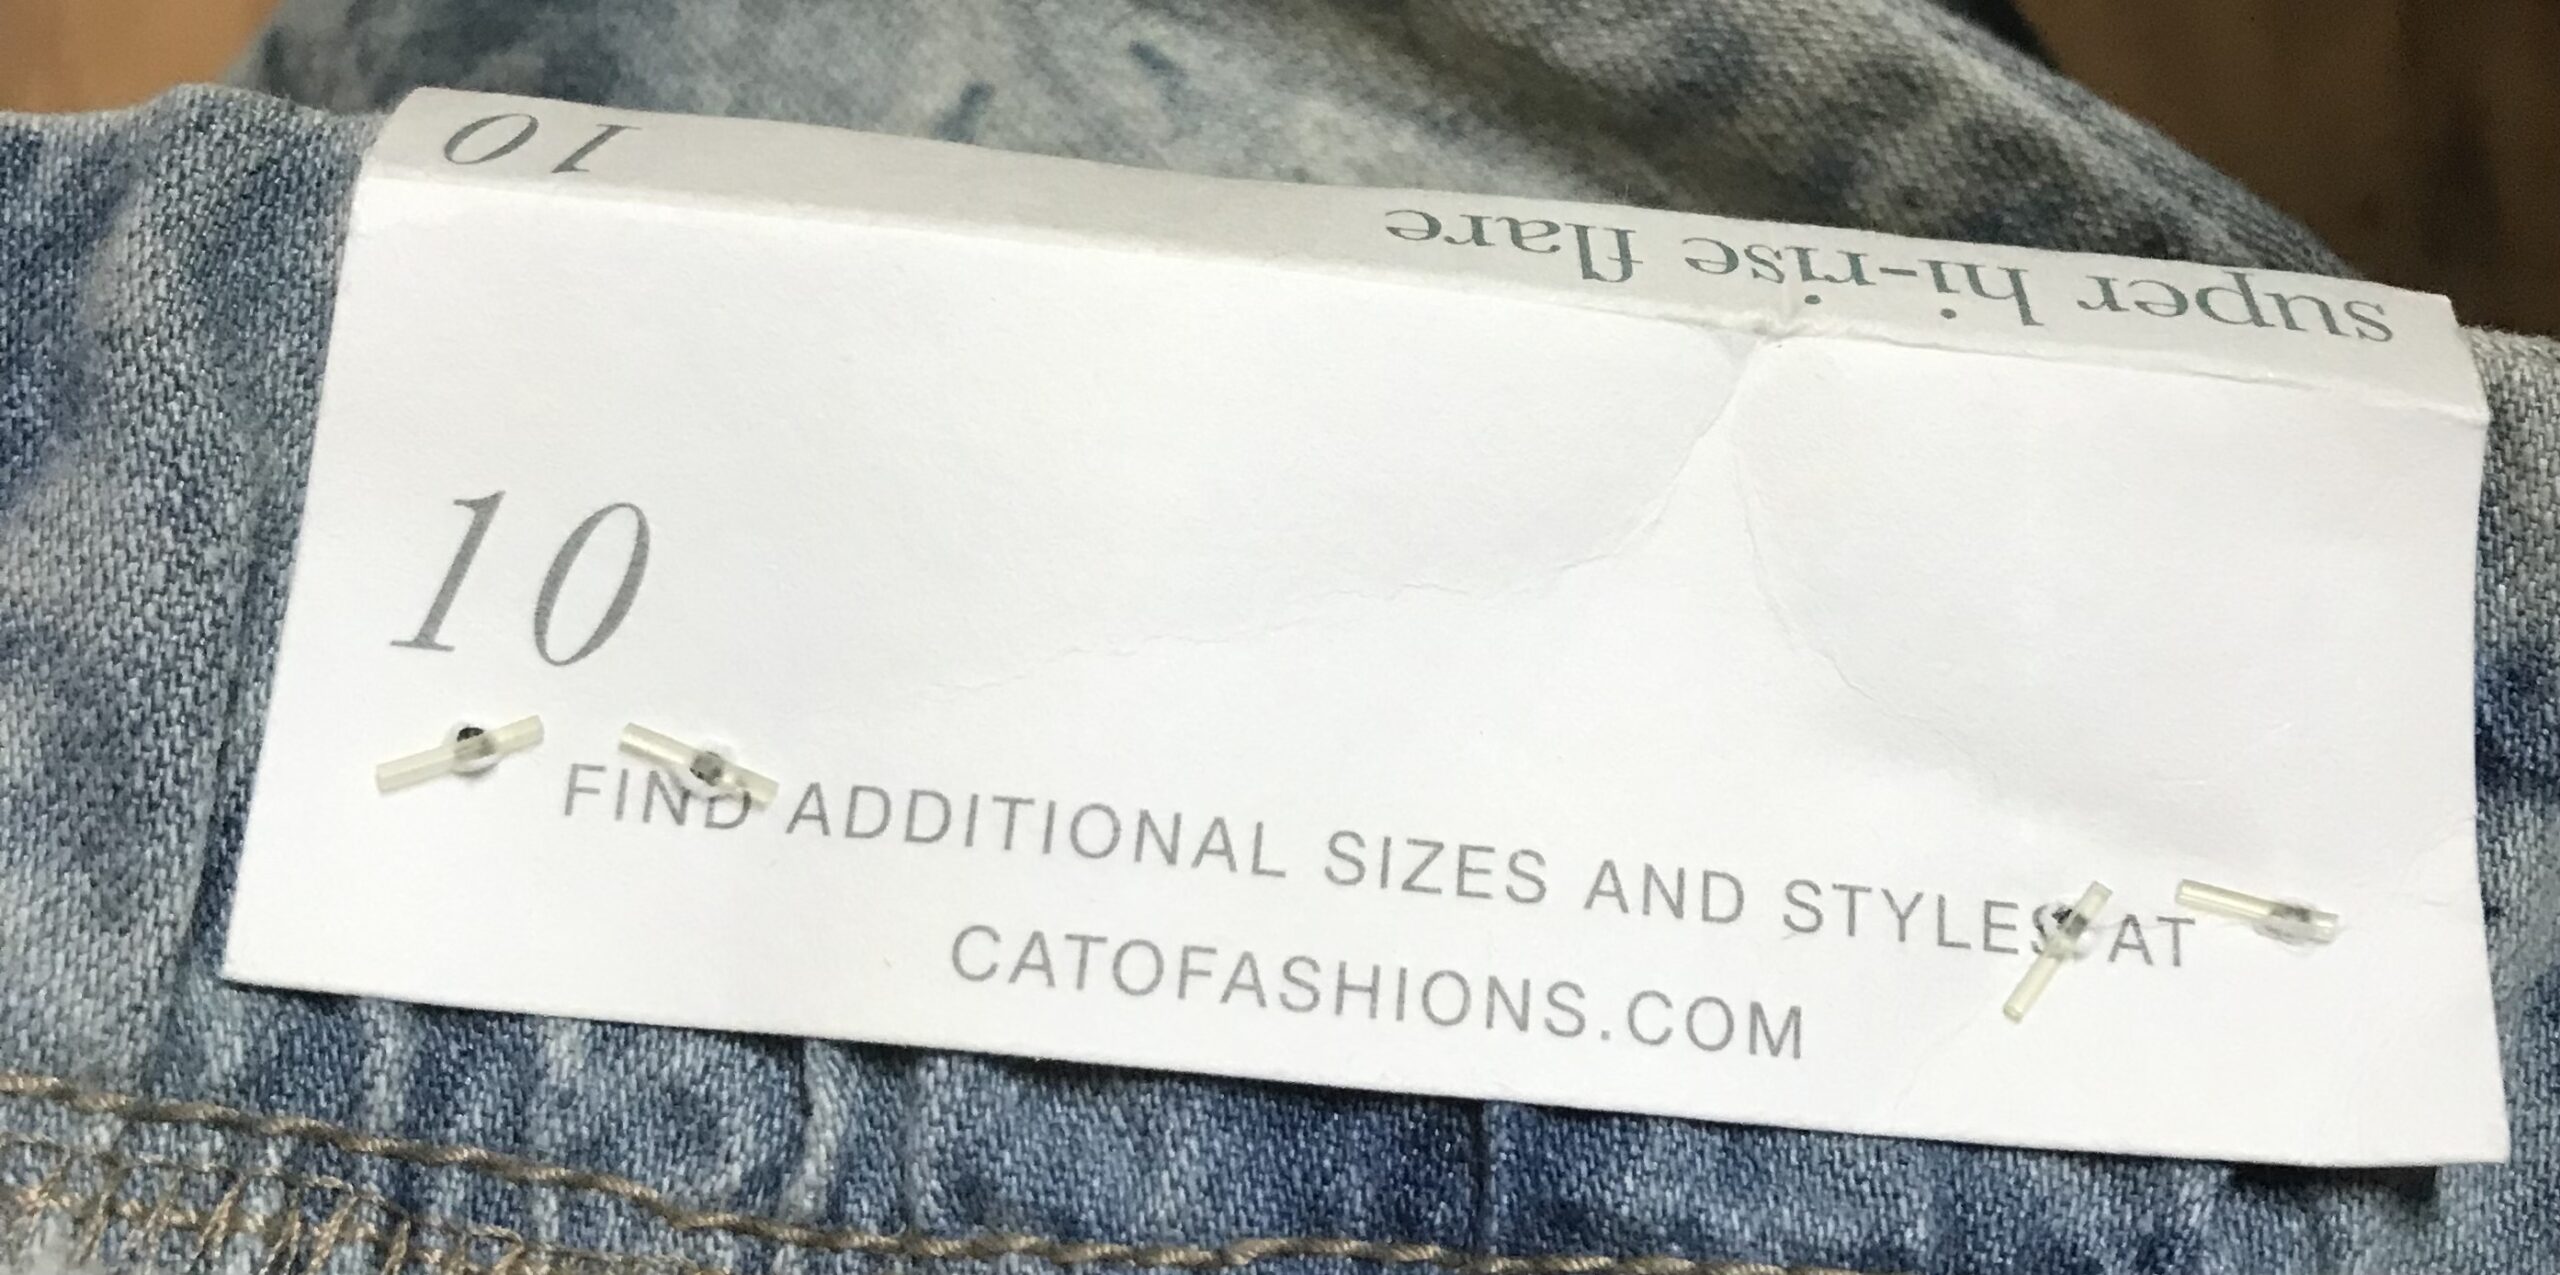 super hi-rise flare
10
10
FIND ADDITIONAL SIZES AND STYLES AT
CATOFASHIONS.COM